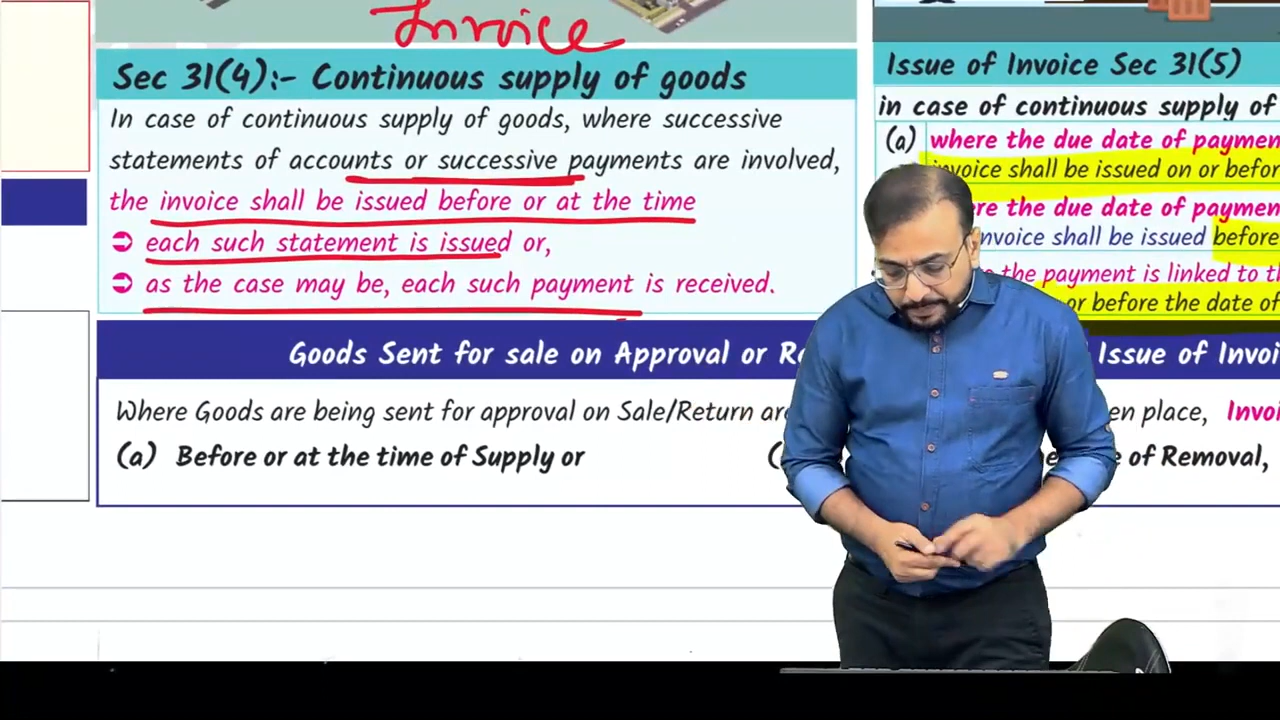 Invoice
Sec 31(4):- Continuous supply of goods
In case of continuous supply of goods, where successive
statements of accounts or successive payments are involved,
the invoice shall be issued before or at the time
➲ each such statement is issued or,
➲ as the case may be, each such payment is received.
Issue of Invoice Sec 31(5)
in case of continuous supply of
(a) where the due date of paymen
invoice shall be issued on or befor
re the due date of paymen
nvoice shall be issued before
the payment is linked to th
or before the date of
Goods Sent for sale on Approval or Re Issue of Invoi
Where Goods are being sent for approval on Sale/Return ar en place, Invoi
(a) Before or at the time of Supply or ( e of Removal,